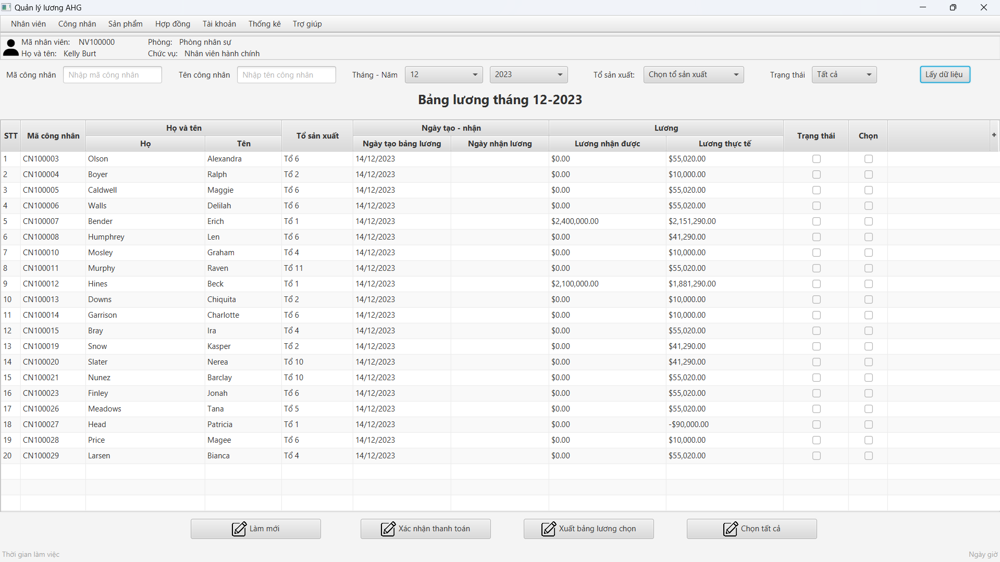 Quản lý lương AHG
Nhân viên Công nhân Sản phẩm Hợp đồng Tài khoản Thống kê Trợ giúp
Mã nhân viên: NV100000 Phòng: Phòng nhân sự
Họ và tên: Kelly Burt Chức vụ: Nhân viên hành chính
Mã công nhân Nhập mã công nhân Tên công nhân Nhập tên công nhân Tháng - Năm 12 2023 Tổ sản xuất: Chọn tổ sản xuất Trạng thái Tất cả Lấy dữ liệu
Bảng lương tháng 12-2023
STT Mã công nhân Họ và tên Tổ sản xuất Ngày tạo - nhận Lương Trạng thái Chọn +
Họ Tên Ngày tạo bảng lương Ngày nhận lương Lương nhận được Lương thực tế
1 CN100003 Olson Alexandra Tổ 6 14/12/2023 $0.00 $55,020.00
2 CN100004 Boyer Ralph Tổ 2 14/12/2023 $0.00 $10,000.00
3 CN100005 Caldwell Maggie Tổ 6 14/12/2023 $0.00 $55,020.00
4 CN100006 Walls Delilah Tổ 6 14/12/2023 $0.00 $55,020.00
5 CN100007 Bender Erich Tổ 1 14/12/2023 $2,400,000.00 $2,151,290.00
6 CN100008 Humphrey Len Tổ 6 14/12/2023 $0.00 $41,290.00
7 CN100010 Mosley Graham Tổ 4 14/12/2023 $0.00 $10,000.00
8 CN100011 Murphy Raven Tổ 11 14/12/2023 $0.00 $55,020.00
9 CN100012 Hines Beck Tổ 1 14/12/2023 $2,100,000.00 $1,881,290.00
10 CN100013 Downs Chiquita Tổ 2 14/12/2023 $0.00 $10,000.00
11 CN100014 Garrison Charlotte Tổ 6 14/12/2023 $0.00 $10,000.00
12 CN100015 Bray Ira Tổ 4 14/12/2023 $0.00 $55,020.00
13 CN100019 Snow Kasper Tổ 2 14/12/2023 $0.00 $41,290.00
14 CN100020 Slater Nerea Tổ 10 14/12/2023 $0.00 $41,290.00
15 CN100021 Nunez Barclay Tổ 10 14/12/2023 $0.00 $55,020.00
16 CN100023 Finley Jonah Tổ 6 14/12/2023 $0.00 $55,020.00
17 CN100026 Meadows Tana Tổ 5 14/12/2023 $0.00 $55,020.00
18 CN100027 Head Patricia Tổ 1 14/12/2023 $0.00 -$90,000.00
19 CN100028 Price Magee Tổ 6 14/12/2023 $0.00 $10,000.00
20 CN100029 Larsen Bianca Tổ 4 14/12/2023 $0.00 $55,020.00
Làm mới Xác nhận thanh toán Xuất bảng lương chọn Chọn tất cả
Thời gian làm việc Ngày giờ